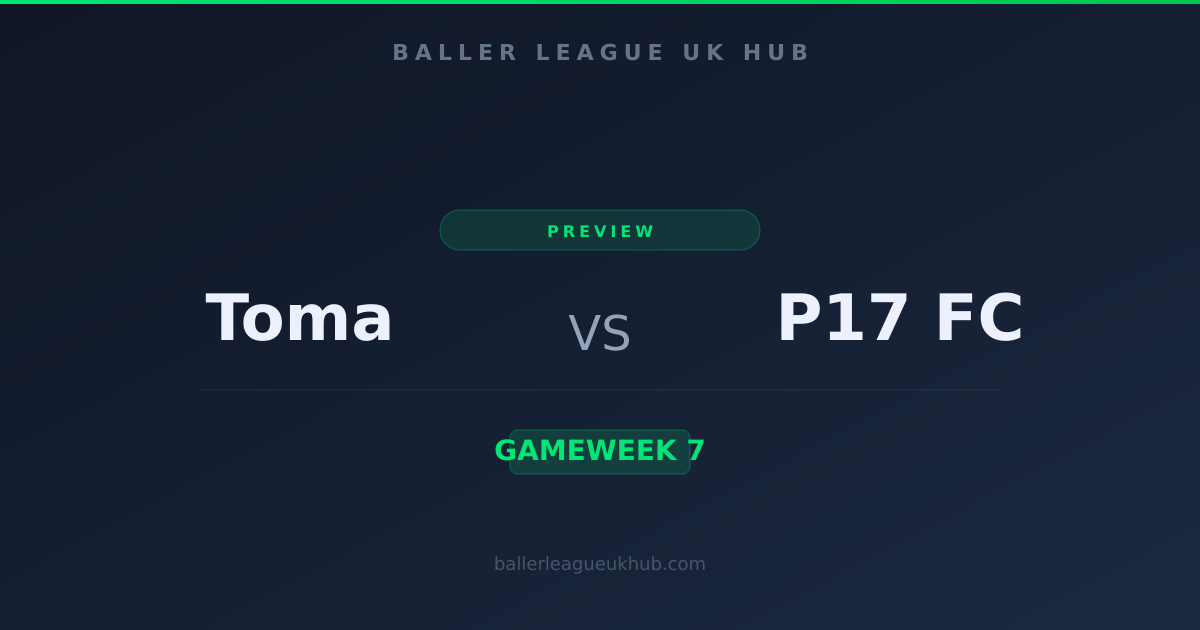 BALLER LEAGUE UK HUB
PREVIEW
Toma VS P17 FC
GAMEWEEK 7
ballerleagueukhub.com